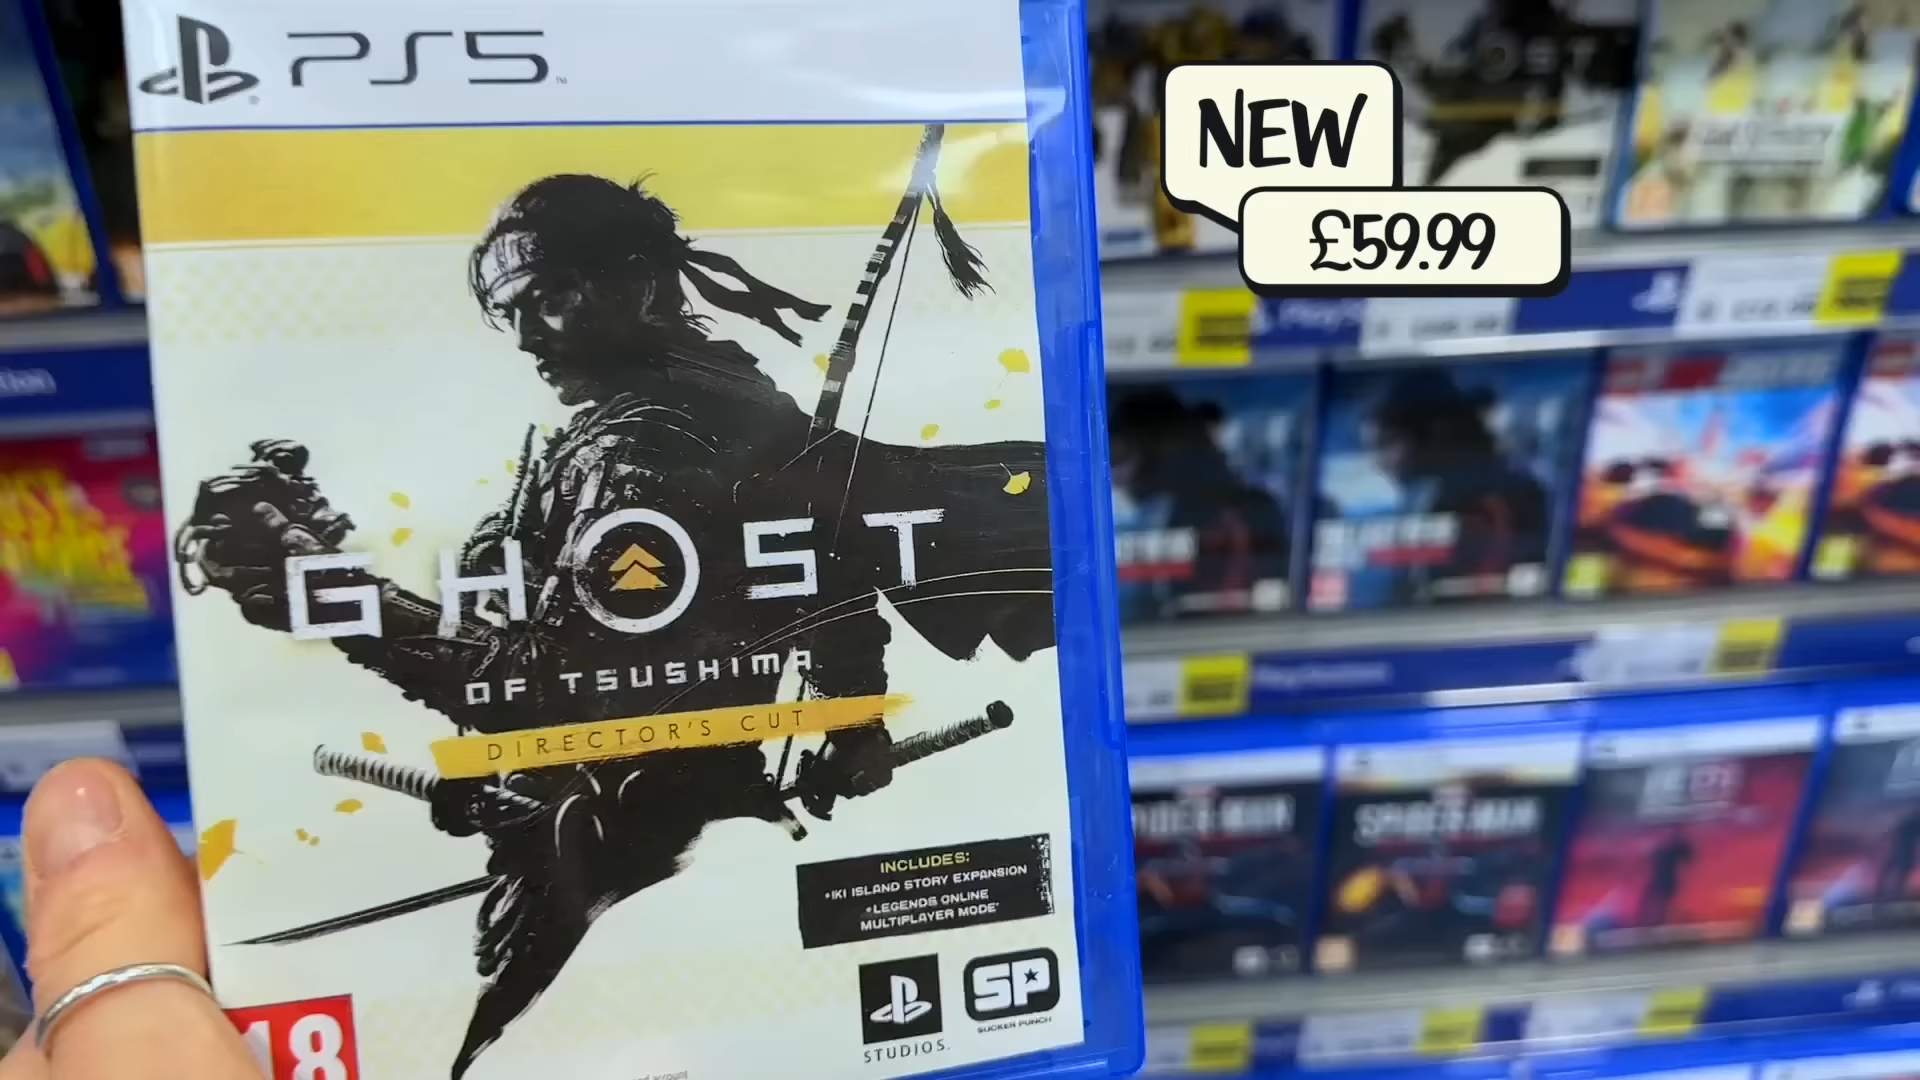 PS5
NEW
£59.99
GHOST
OF TSUSHIMA
DIRECTOR'S CUT
INCLUDES:
•IKI ISLAND STORY EXPANSION
•LEGENDS ONLINE
MULTIPLAYER MODE*
18
SP
SUCKER PUNCH
STUDIOS.
account
SPIDER-MAN